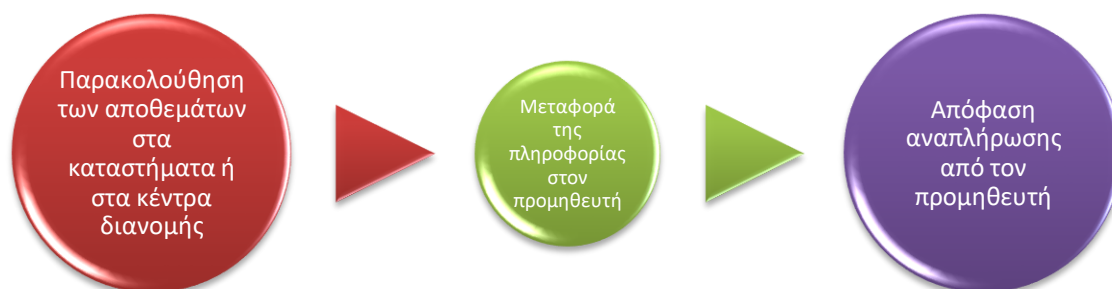 Παρακολούθηση
των αποθεμάτων
στα
καταστήματα ή
στα κέντρα
διανομής
Μεταφορά
της
πληροφορίας
στον
προμηθευτή
Απόφαση
αναπλήρωσης
από τον
προμηθευτή